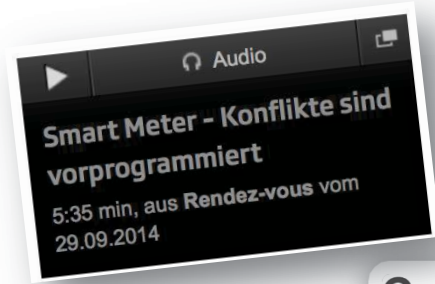 Audio
Smart Meter - Konflikte sind
vorprogrammiert
5:35 min, aus Rendez-vous vom
29.09.2014